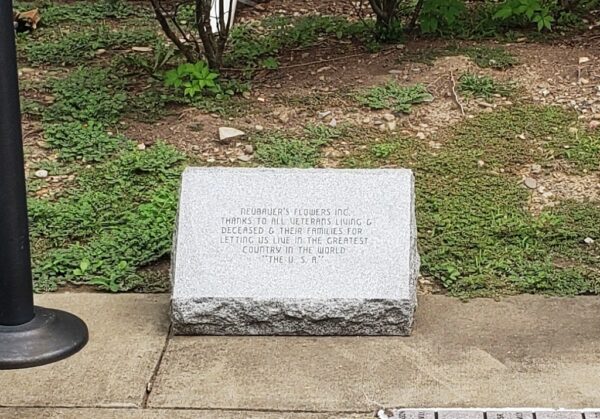 NEUBAUER'S FLOWERS INC.
THANKS TO ALL VETERANS LIVING &
DECEASED & THEIR FAMILIES FOR
LETTING US LIVE IN THE GREATEST
COUNTRY IN THE WORLD
"THE U. S. A."